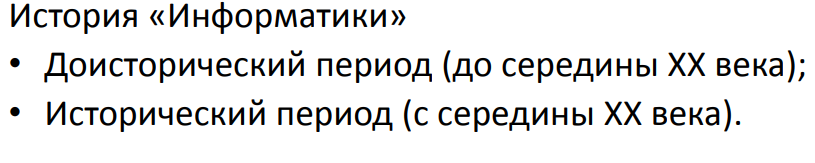 История «Информатики»
• Доисторический период (до середины XX века);
• Исторический период (с середины XX века).